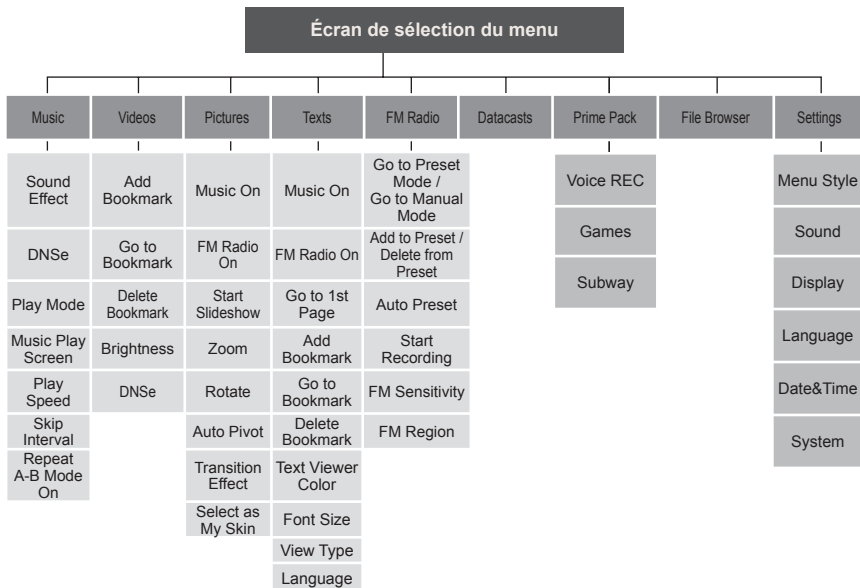 Écran de sélection du menu
Music
Videos
Pictures
Texts
FM Radio
Datacasts
Prime Pack
File Browser
Settings
Sound
Effect
DNSe
Play Mode
Music Play
Screen
Play
Speed
Skip
Interval
Repeat
A-B Mode
On
Add
Bookmark
Go to
Bookmark
Delete
Bookmark
Brightness
DNSe
Music On
FM Radio
On
Start
Slideshow
Zoom
Rotate
Auto Pivot
Transition
Effect
Select as
My Skin
Music On
FM Radio On
Go to 1st
Page
Add
Bookmark
Go to
Bookmark
Delete
Bookmark
Text Viewer
Color
Font Size
View Type
Language
Go to Preset
Mode /
Go to Manual
Mode
Add to Preset /
Delete from
Preset
Auto Preset
Start
Recording
FM Sensitivity
FM Region
Voice REC
Games
Subway
Menu Style
Sound
Display
Language
Date&Time
System